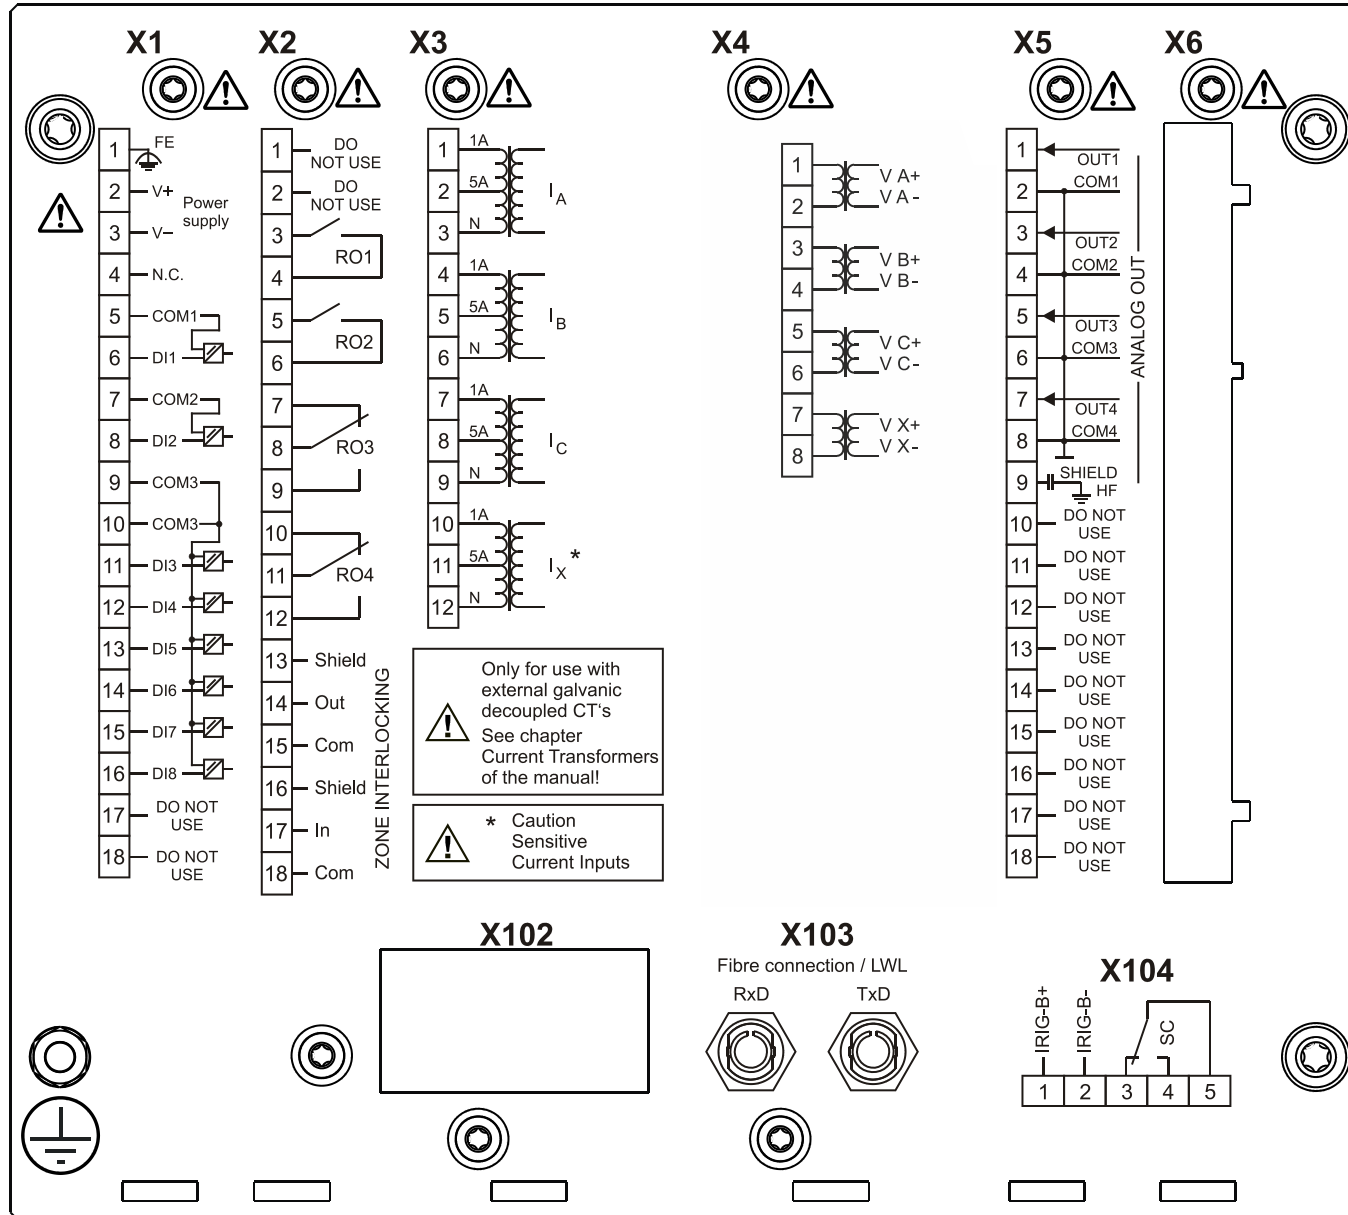 X1
1
FE
2
V+
Power
supply
3
V–
4
N.C.
5
COM1
6
DI1
7
COM2
8
DI2
9
COM3
10
COM3
11
DI3
12
DI4
13
DI5
14
DI6
15
DI7
16
DI8
17
DO NOT
USE
18
DO NOT
USE
X2
1
DO
NOT USE
2
DO
NOT USE
3
RO1
4
5
RO2
6
7
8
RO3
9
10
11
RO4
12
13
Shield
14
Out
15
Com
16
Shield
17
In
18
Com
ZONE INTERLOCKING
X3
1
1A
2
5A
I A
3
N
4
1A
5
5A
I B
6
N
7
1A
8
5A
I C
9
N
10
1A
11
5A
I X *
12
N
Only for use with
external galvanic
decoupled CT‘s
See chapter
Current Transformers
of the manual!
* Caution
Sensitive
Current Inputs
X4
1
V A+
2
V A-
3
V B+
4
V B-
5
V C+
6
V C-
7
V X+
8
V X-
X5
1
OUT1
2
COM1
3
OUT2
4
COM2
5
OUT3
6
COM3
7
OUT4
8
COM4
ANALOG OUT
9
SHIELD
HF
10
DO NOT
USE
11
DO NOT
USE
12
DO NOT
USE
13
DO NOT
USE
14
DO NOT
USE
15
DO NOT
USE
16
DO NOT
USE
17
DO NOT
USE
18
DO NOT
USE
X6
X102
X103
Fibre connection / LWL
RxD
TxD
X104
IRIG-B+
IRIG-B-
SC
1 2 3 4 5